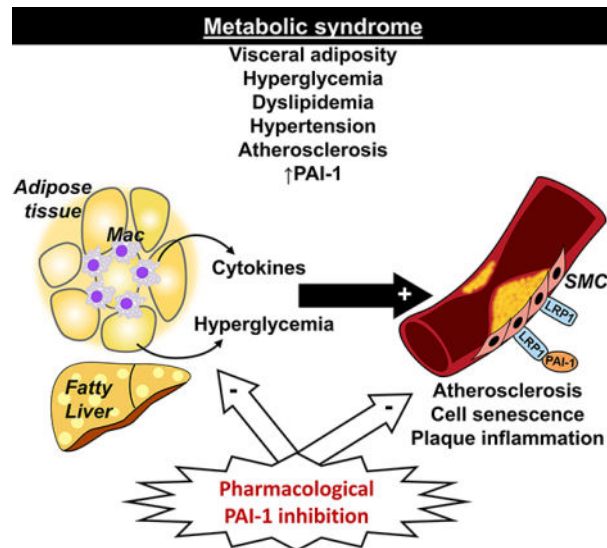 Metabolic syndrome
Visceral adiposity
Hyperglycemia
Dyslipidemia
Hypertension
Atherosclerosis
↑PAI-1
Adipose
tissue
Mac
Cytokines
Hyperglycemia
+
SMC
LRP1
LRP1
PAI-1
Fatty
Liver
-
-
Atherosclerosis
Cell senescence
Plaque inflammation
Pharmacological
PAI-1 inhibition